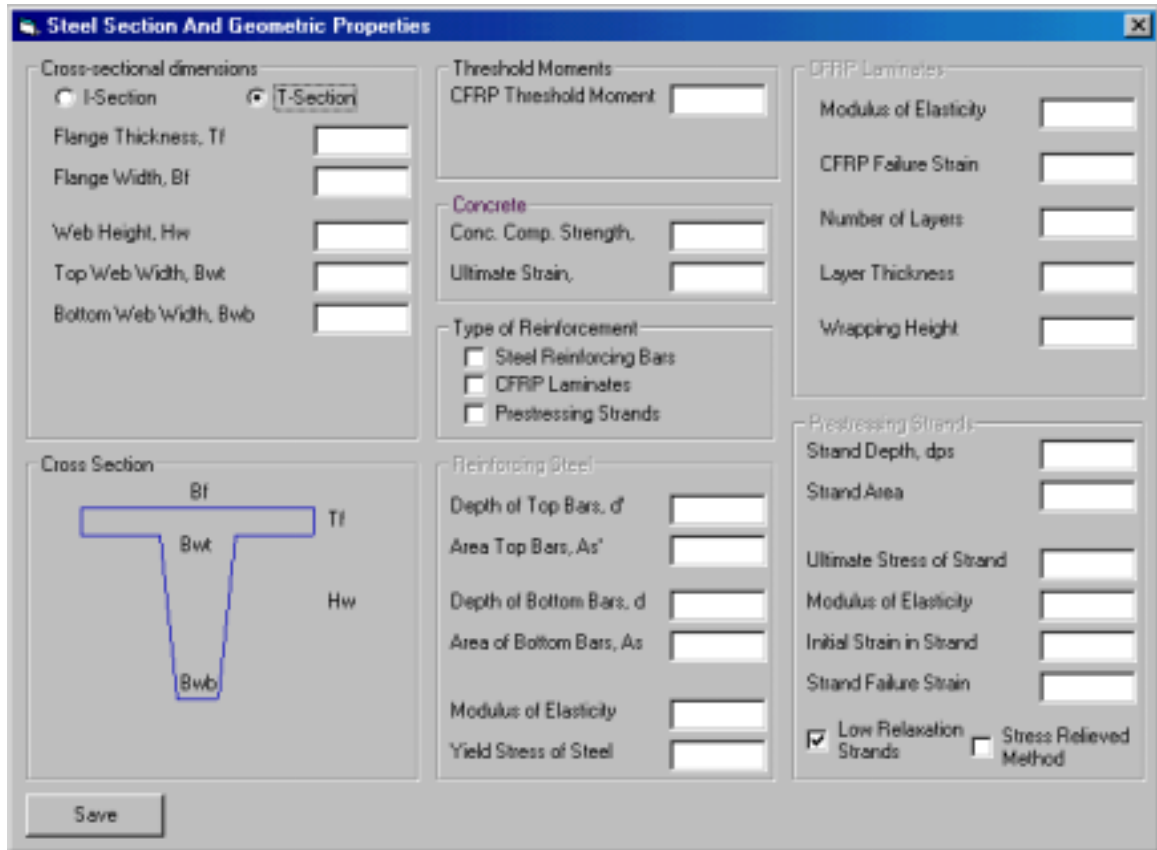 Steel Section And Geometric Properties
Cross-sectional dimensions
I-Section T-Section
Flange Thickness, Tf
Flange Width, Bf
Web Height, Hw
Top Web Width, Bwt
Bottom Web Width, Bwb
Cross Section
Bf
Tf
Bwt
Hw
Bwb
Save
Threshold Moments
CFRP Threshold Moment
Concrete
Conc. Comp. Strength,
Ultimate Strain,
Type of Reinforcement
Steel Reinforcing Bars
CFRP Laminates
Prestressing Strands
Reinforcing Steel
Depth of Top Bars, d'
Area Top Bars, As'
Depth of Bottom Bars, d
Area of Bottom Bars, As
Modulus of Elasticity
Yield Stress of Steel
CFRP Laminates
Modulus of Elasticity
CFRP Failure Strain
Number of Layers
Layer Thickness
Wrapping Height
Prestressing Strands
Strand Depth, dps
Strand Area
Ultimate Stress of Strand
Modulus of Elasticity
Initial Strain in Strand
Strand Failure Strain
Low Relaxation
Strands
Stress Relieved
Method